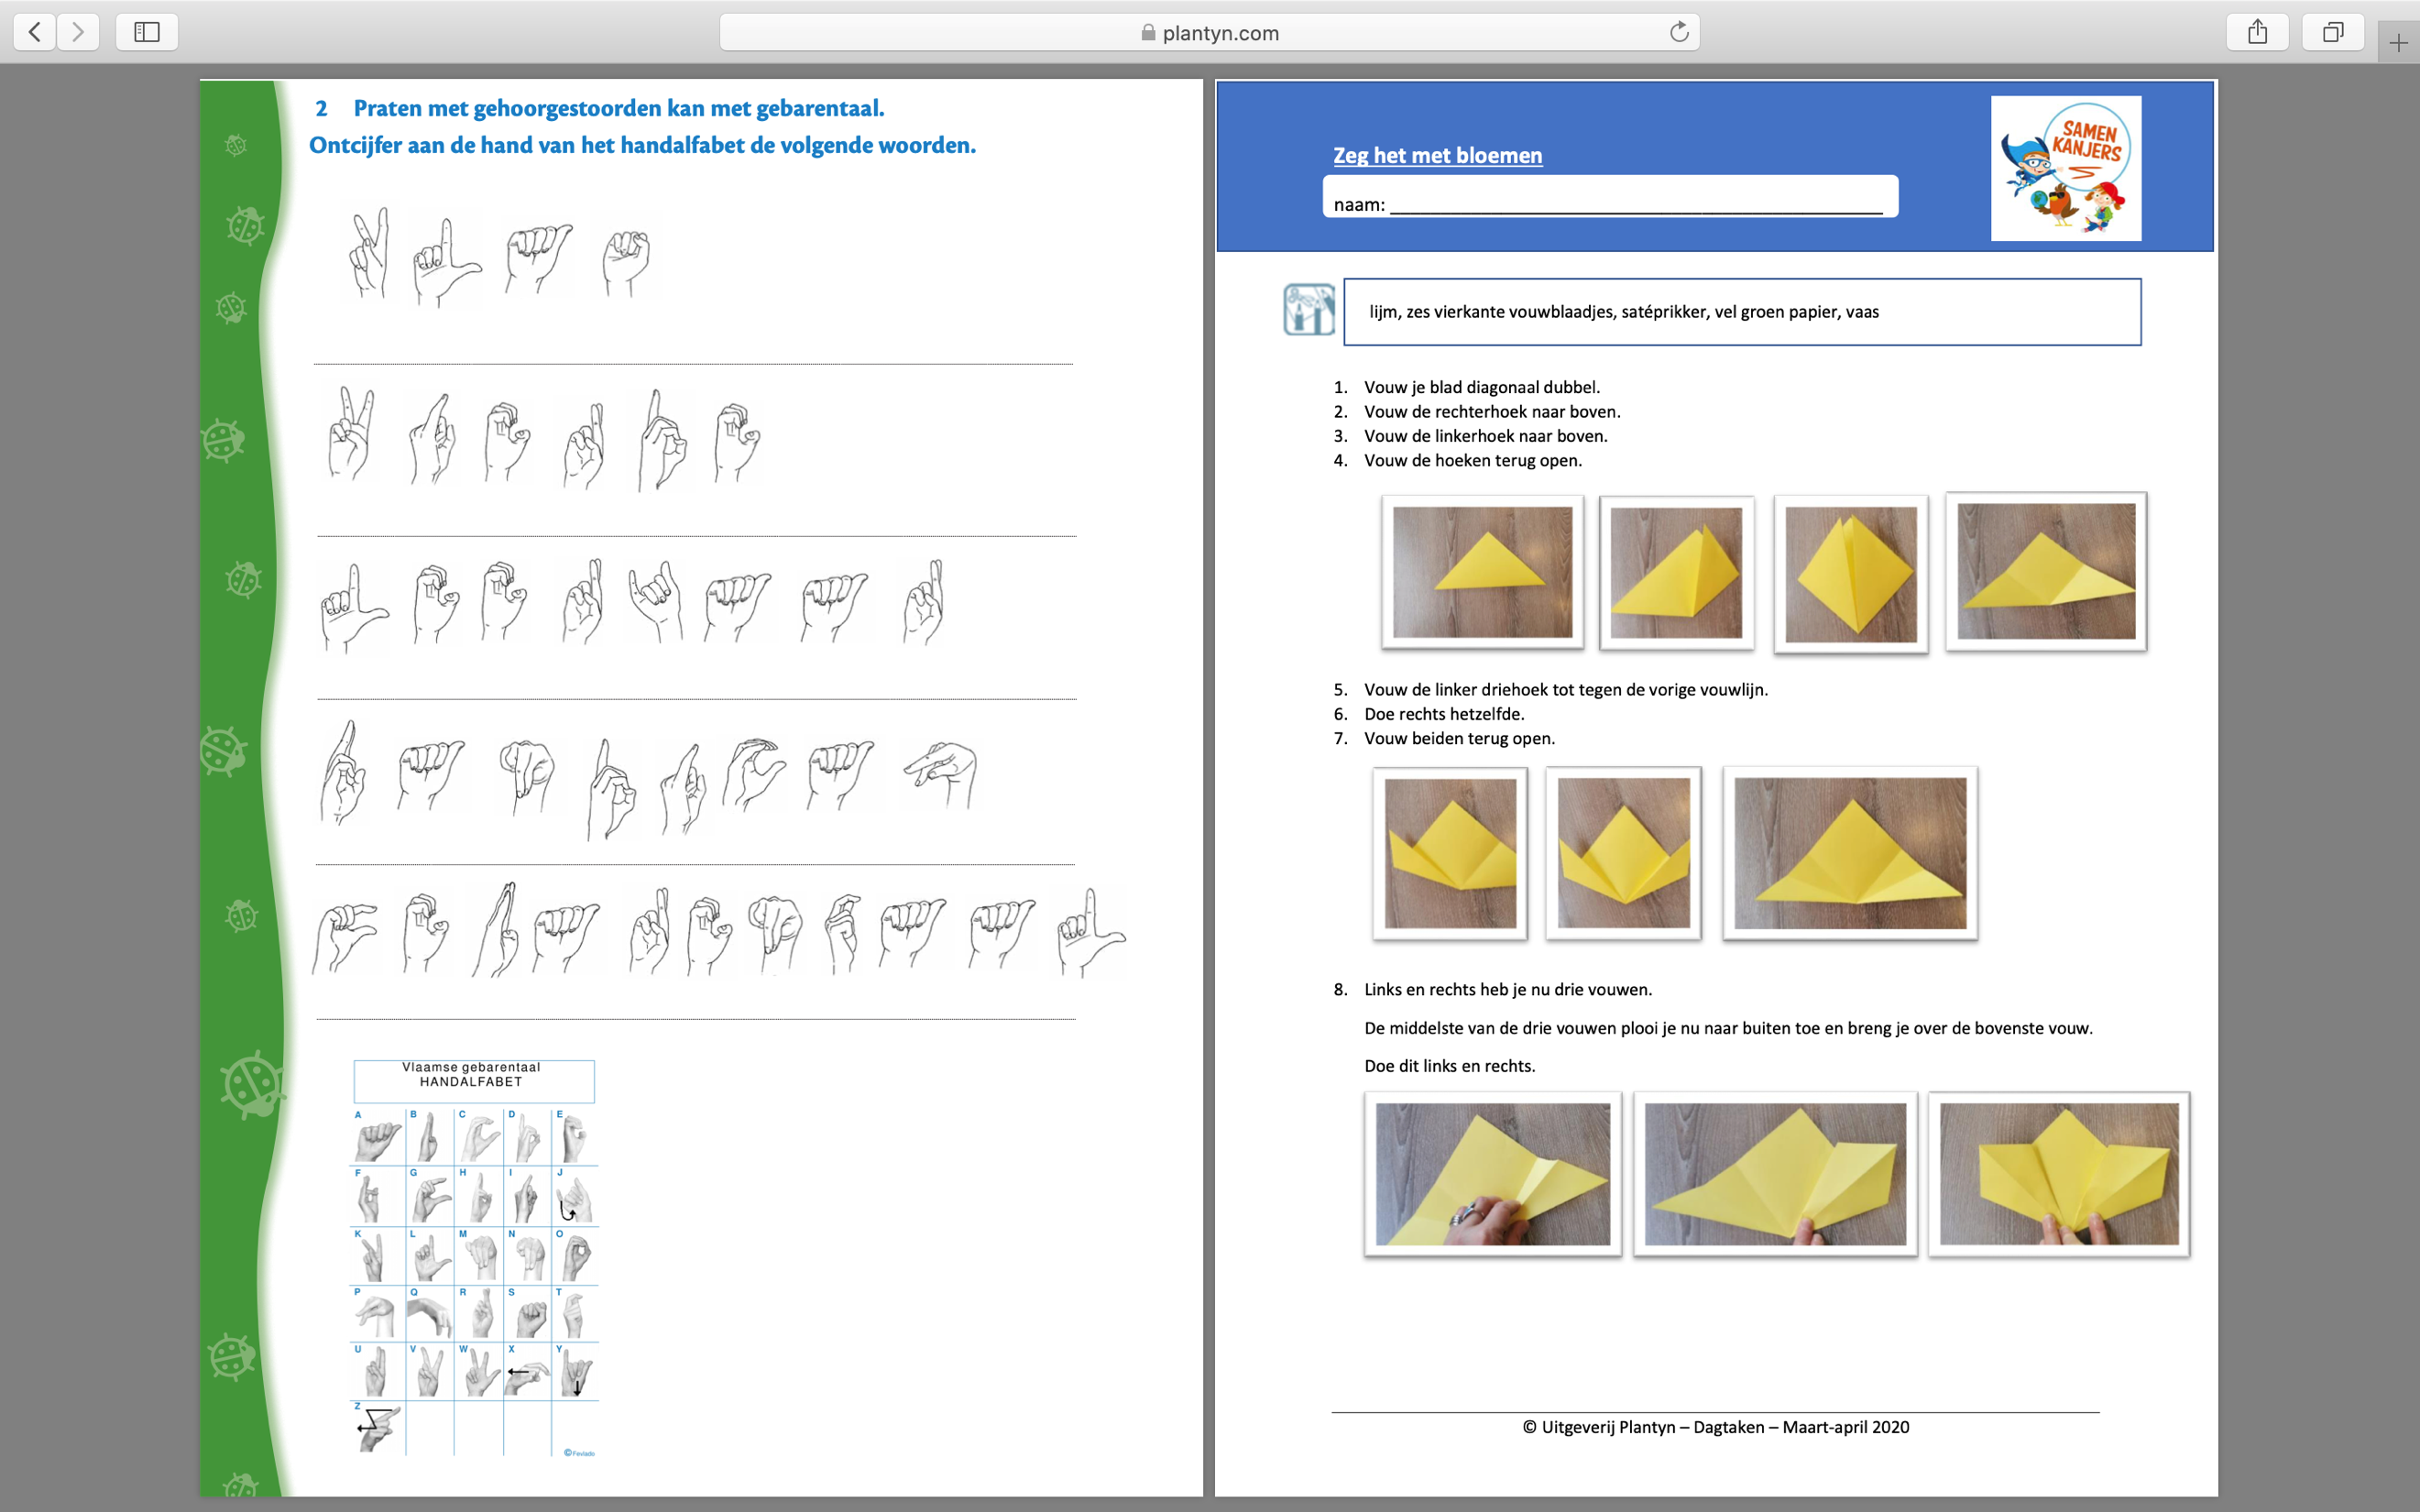 plantyn.com
2 Praten met gehoorgestoorden kan met gebarentaal.
Ontcijfer aan de hand van het handalfabet de volgende woorden.
Vlaamse gebarentaal
HANDALFABET
A B C D E
F G H I J
K L M N O
P Q R S T
U V W X Y
Z
© Fevlado
Zeg het met bloemen
naam:
SAMEN
KANJERS
lijm, zes vierkante vouwblaadjes, satéprikker, vel groen papier, vaas
1. Vouw je blad diagonaal dubbel.
2. Vouw de rechterhoek naar boven.
3. Vouw de linkerhoek naar boven.
4. Vouw de hoeken terug open.
5. Vouw de linker driehoek tot tegen de vorige vouwlijn.
6. Doe rechts hetzelfde.
7. Vouw beiden terug open.
8. Links en rechts heb je nu drie vouwen.
De middelste van de drie vouwen plooi je nu naar buiten toe en breng je over de bovenste vouw.
Doe dit links en rechts.
© Uitgeverij Plantyn – Dagtaken – Maart-april 2020